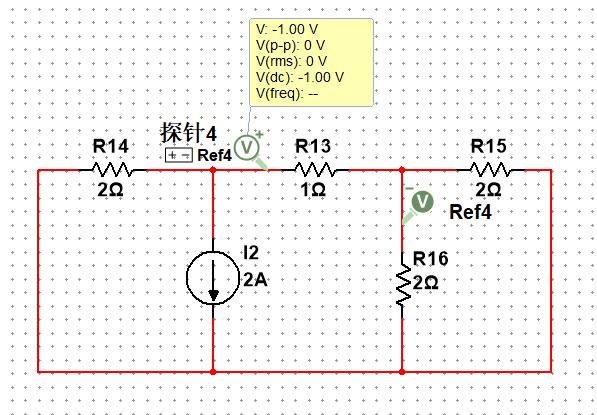 V: -1.00 V
V(p-p): 0 V
V(rms): 0 V
V(dc): -1.00 V
V(freq): --
探针4
R14
+ -
Ref4
V
+
R13
R15
2Ω
1Ω
2Ω
-
V
Ref4
I2
2A
R16
2Ω